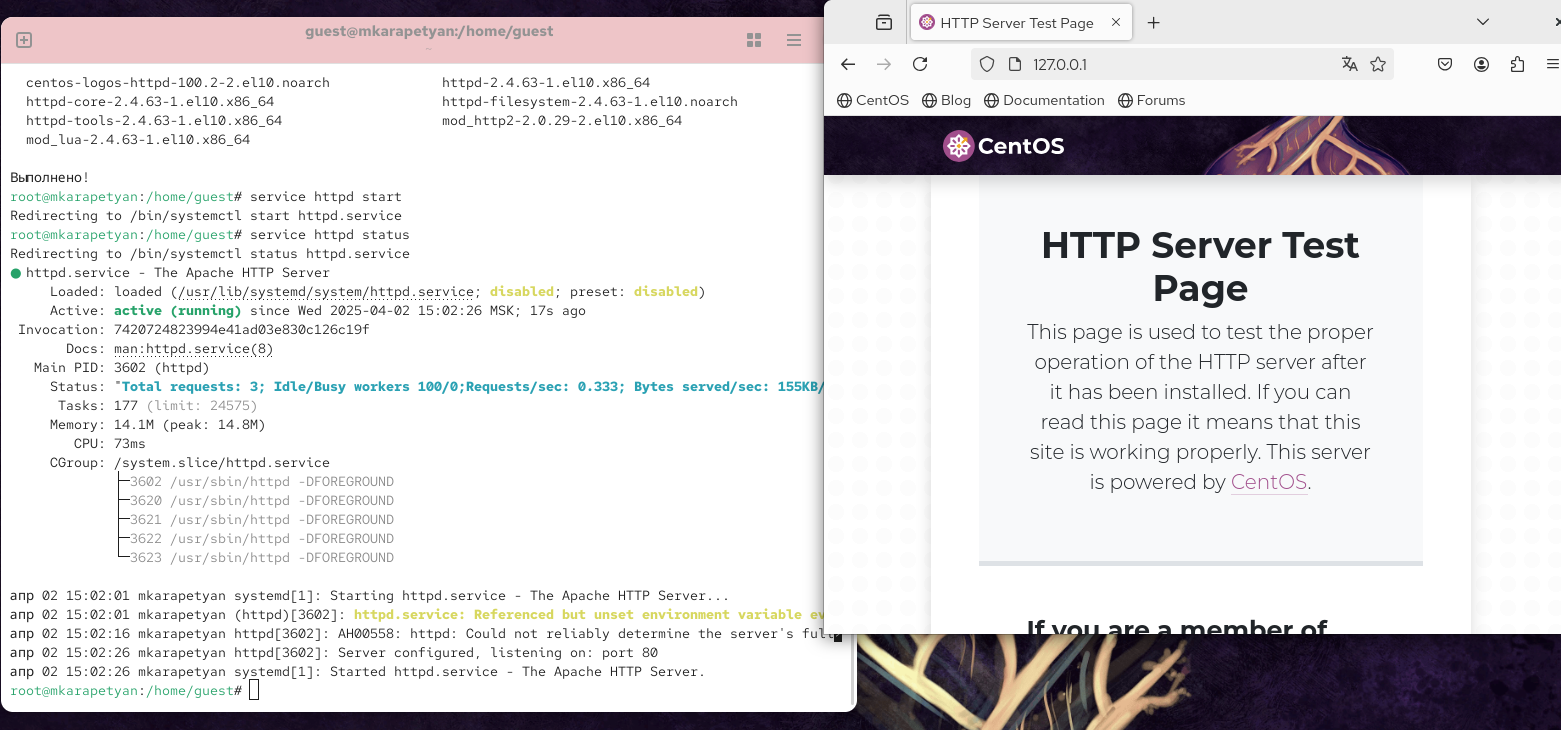 guest@mkarapetyan:/home/guest
~
centos-logos-httpd-100.2-2.el10.noarch httpd-2.4.63-1.el10.x86_64
httpd-core-2.4.63-1.el10.x86_64 httpd-filesystem-2.4.63-1.el10.noarch
httpd-tools-2.4.63-1.el10.x86_64 mod_http2-2.0.29-2.el10.x86_64
mod_lua-2.4.63-1.el10.x86_64
Выполнено!
root@mkarapetyan:/home/guest# service httpd start
Redirecting to /bin/systemctl start httpd.service
root@mkarapetyan:/home/guest# service httpd status
Redirecting to /bin/systemctl status httpd.service
● httpd.service - The Apache HTTP Server
Loaded: loaded (/usr/lib/systemd/system/httpd.service; disabled; preset: disabled)
Active: active (running) since Wed 2025-04-02 15:02:26 MSK; 17s ago
Invocation: 7420724823994e41ad03e830c126c19f
Docs: man:httpd.service(8)
Main PID: 3602 (httpd)
Status: "Total requests: 3; Idle/Busy workers 100/0;Requests/sec: 0.333; Bytes served/sec: 155KB/
Tasks: 177 (limit: 24575)
Memory: 14.1M (peak: 14.8M)
CPU: 73ms
CGroup: /system.slice/httpd.service
├─3602 /usr/sbin/httpd -DFOREGROUND
├─3620 /usr/sbin/httpd -DFOREGROUND
├─3621 /usr/sbin/httpd -DFOREGROUND
├─3622 /usr/sbin/httpd -DFOREGROUND
└─3623 /usr/sbin/httpd -DFOREGROUND
апр 02 15:02:01 mkarapetyan systemd[1]: Starting httpd.service - The Apache HTTP Server...
апр 02 15:02:01 mkarapetyan (httpd)[3602]: httpd.service: Referenced but unset environment variable ev
апр 02 15:02:16 mkarapetyan httpd[3602]: AH00558: httpd: Could not reliably determine the server's full
апр 02 15:02:26 mkarapetyan httpd[3602]: Server configured, listening on: port 80
апр 02 15:02:26 mkarapetyan systemd[1]: Started httpd.service - The Apache HTTP Server.
root@mkarapetyan:/home/guest#
HTTP Server Test Page
127.0.0.1
CentOS Blog Documentation Forums
CentOS
HTTP Server Test
Page
This page is used to test the proper
operation of the HTTP server after
it has been installed. If you can
read this page it means that this
site is working properly. This server
is powered by CentOS.
If you are a member of